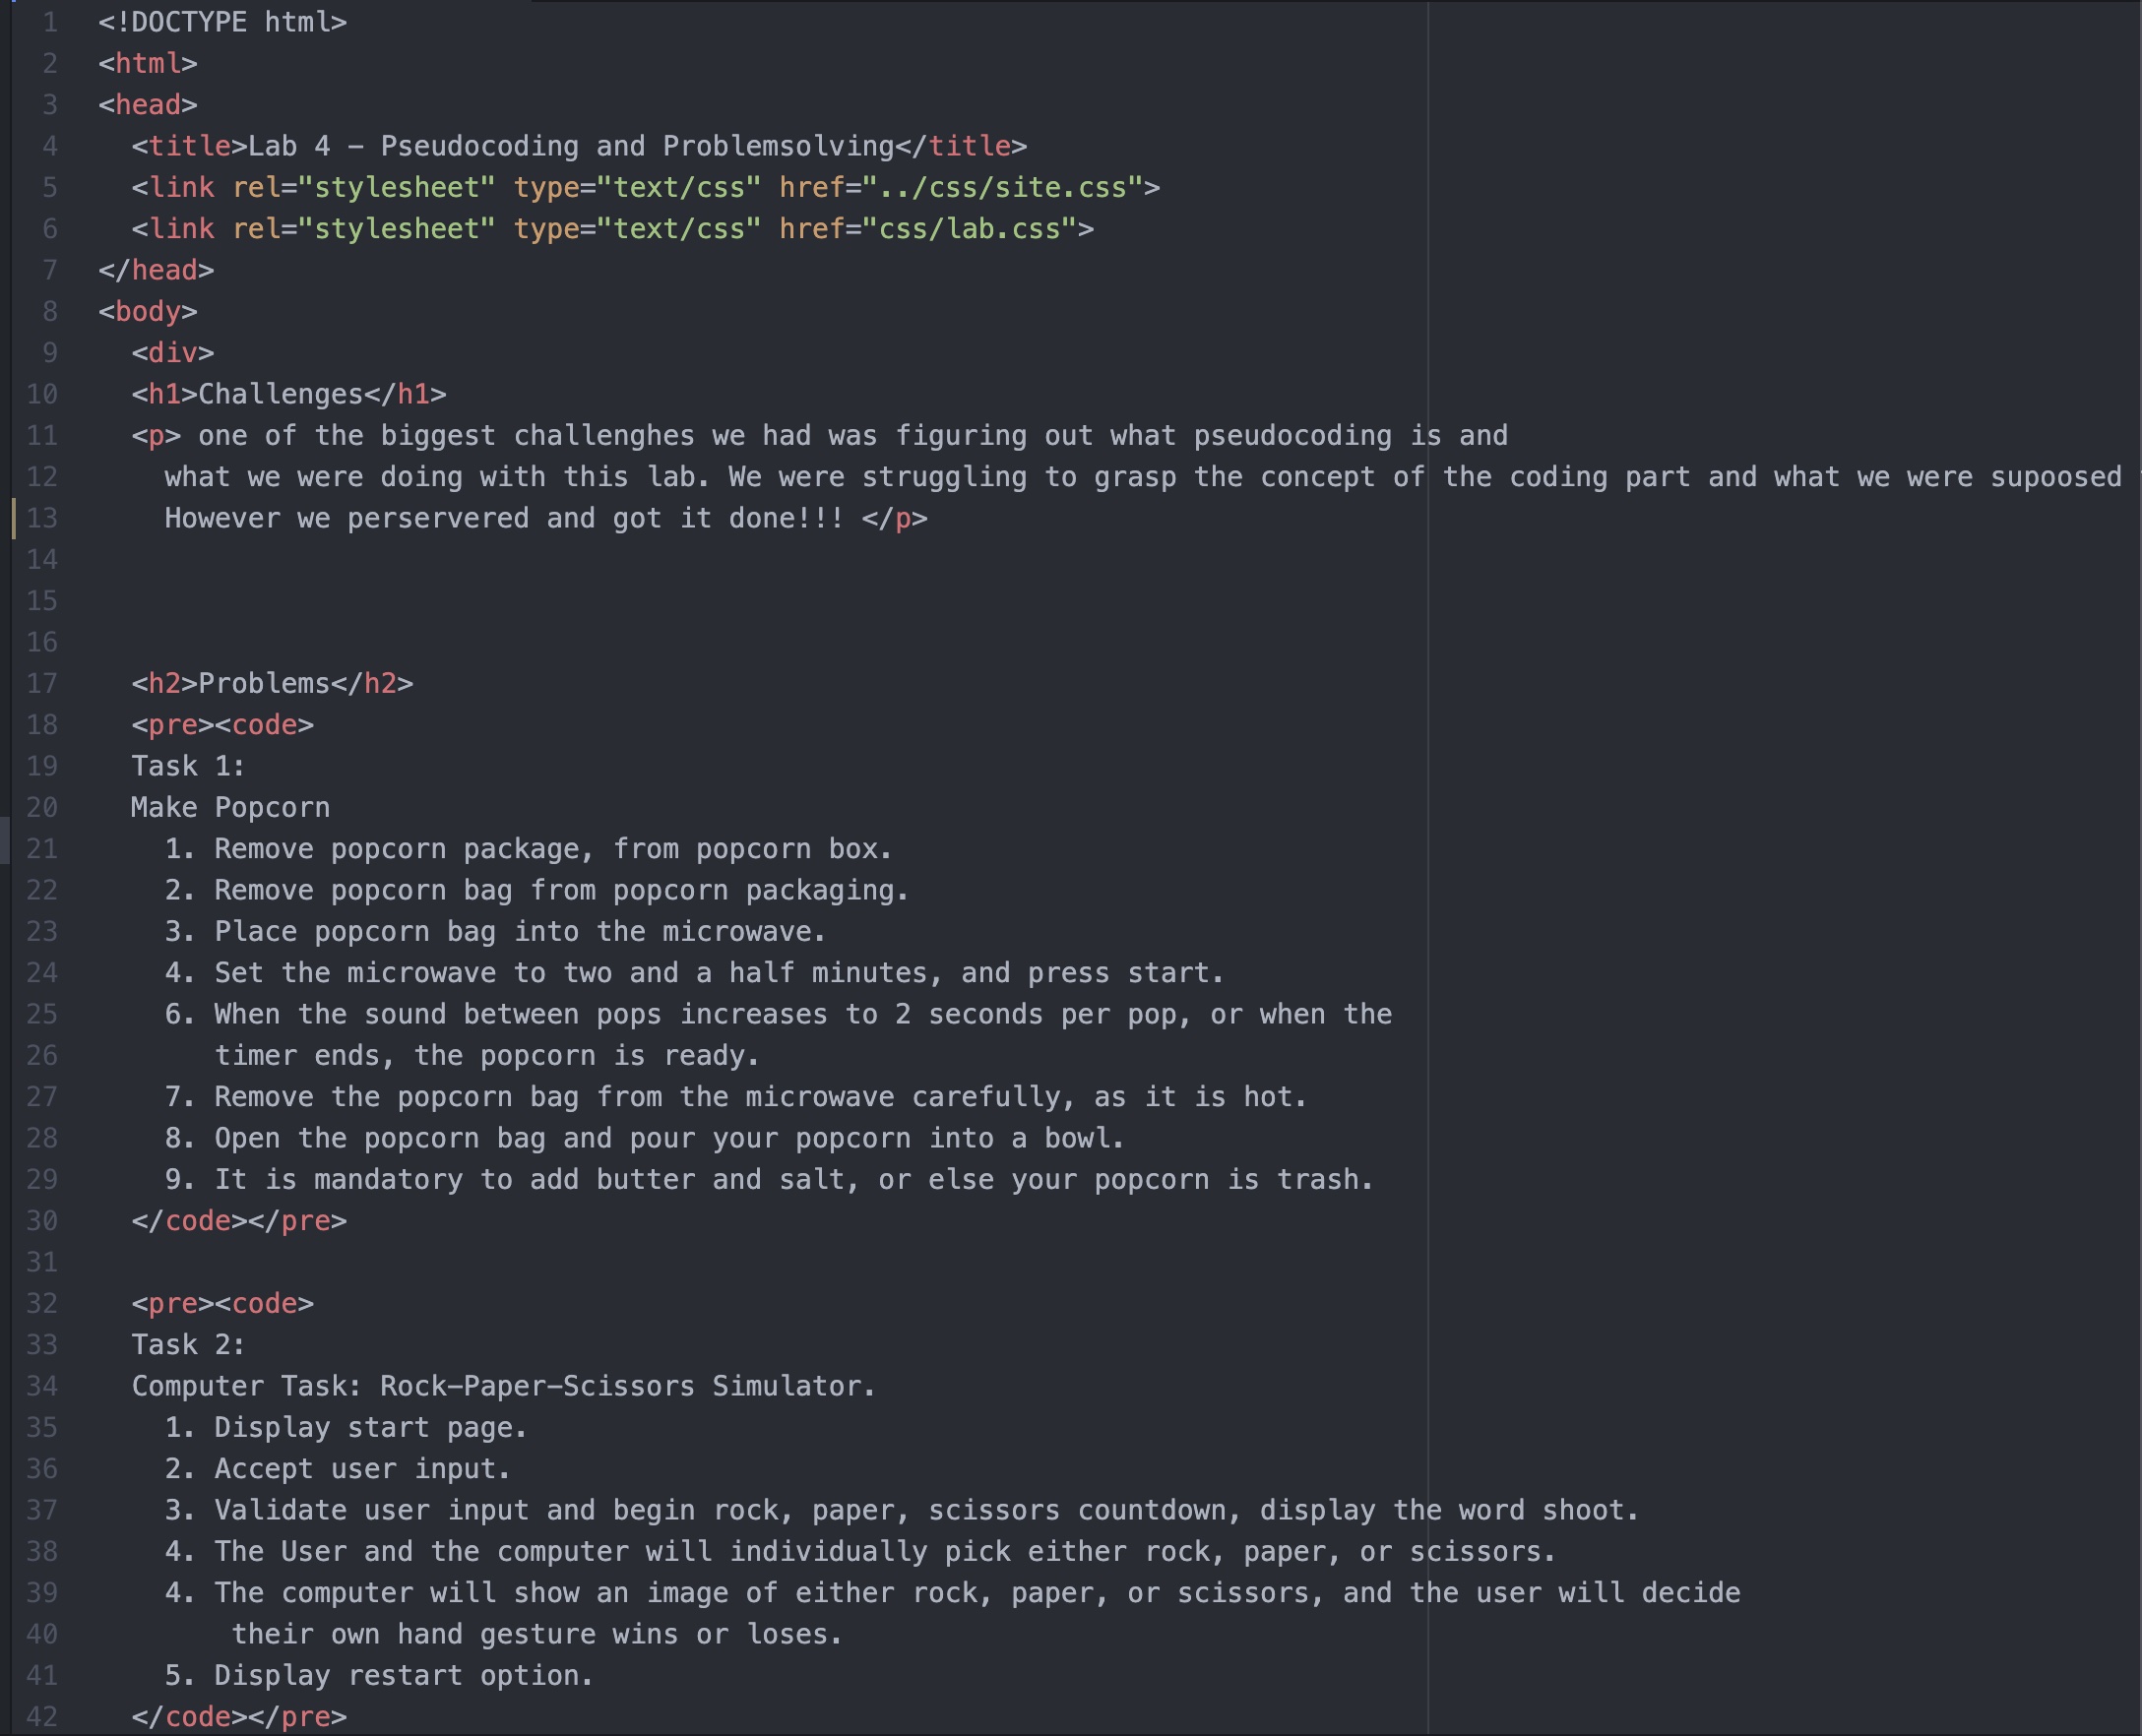 1 <!DOCTYPE html>
2 <html>
3 <head>
4 <title>Lab 4 - Pseudocoding and Problemsolving</title>
5 <link rel="stylesheet" type="text/css" href="../css/site.css">
6 <link rel="stylesheet" type="text/css" href="css/lab.css">
7 </head>
8 <body>
9 <div>
10 <h1>Challenges</h1>
11 <p> one of the biggest challenghes we had was figuring out what pseudocoding is and
12 what we were doing with this lab. We were struggling to grasp the concept of the coding part and what we were supoosed
13 However we perservered and got it done!!! </p>
14
15
16
17 <h2>Problems</h2>
18 <pre><code>
19 Task 1:
20 Make Popcorn
21 1. Remove popcorn package, from popcorn box.
22 2. Remove popcorn bag from popcorn packaging.
23 3. Place popcorn bag into the microwave.
24 4. Set the microwave to two and a half minutes, and press start.
25 6. When the sound between pops increases to 2 seconds per pop, or when the
26 timer ends, the popcorn is ready.
27 7. Remove the popcorn bag from the microwave carefully, as it is hot.
28 8. Open the popcorn bag and pour your popcorn into a bowl.
29 9. It is mandatory to add butter and salt, or else your popcorn is trash.
30 </code></pre>
31
32 <pre><code>
33 Task 2:
34 Computer Task: Rock-Paper-Scissors Simulator.
35 1. Display start page.
36 2. Accept user input.
37 3. Validate user input and begin rock, paper, scissors countdown, display the word shoot.
38 4. The User and the computer will individually pick either rock, paper, or scissors.
39 4. The computer will show an image of either rock, paper, or scissors, and the user will decide
40 their own hand gesture wins or loses.
41 5. Display restart option.
42 </code></pre>